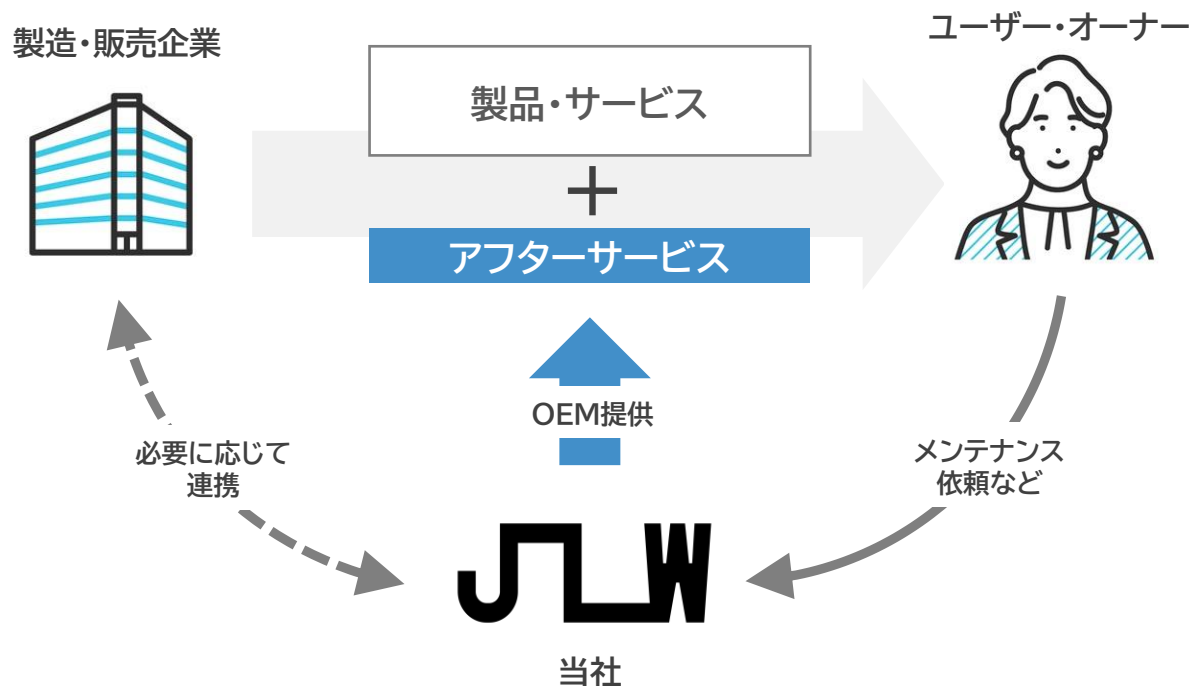 製造・販売企業
ユーザー・オーナー
製品・サービス
+
アフターサービス
OEM提供
必要に応じて
連携
メンテナンス
依頼など
JLW
当社